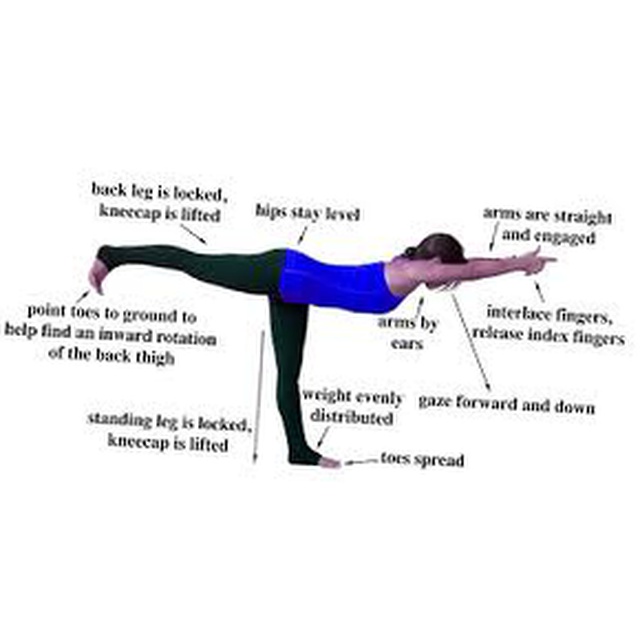 back leg is locked,
kneecap is lifted
hips stay level
arms are straight
and engaged
point toes to ground to
help find an inward rotation
of the back thigh
arms by
ears
interlace fingers,
release index fingers
gaze forward and down
weight evenly
distributed
standing leg is locked,
kneecap is lifted
toes spread